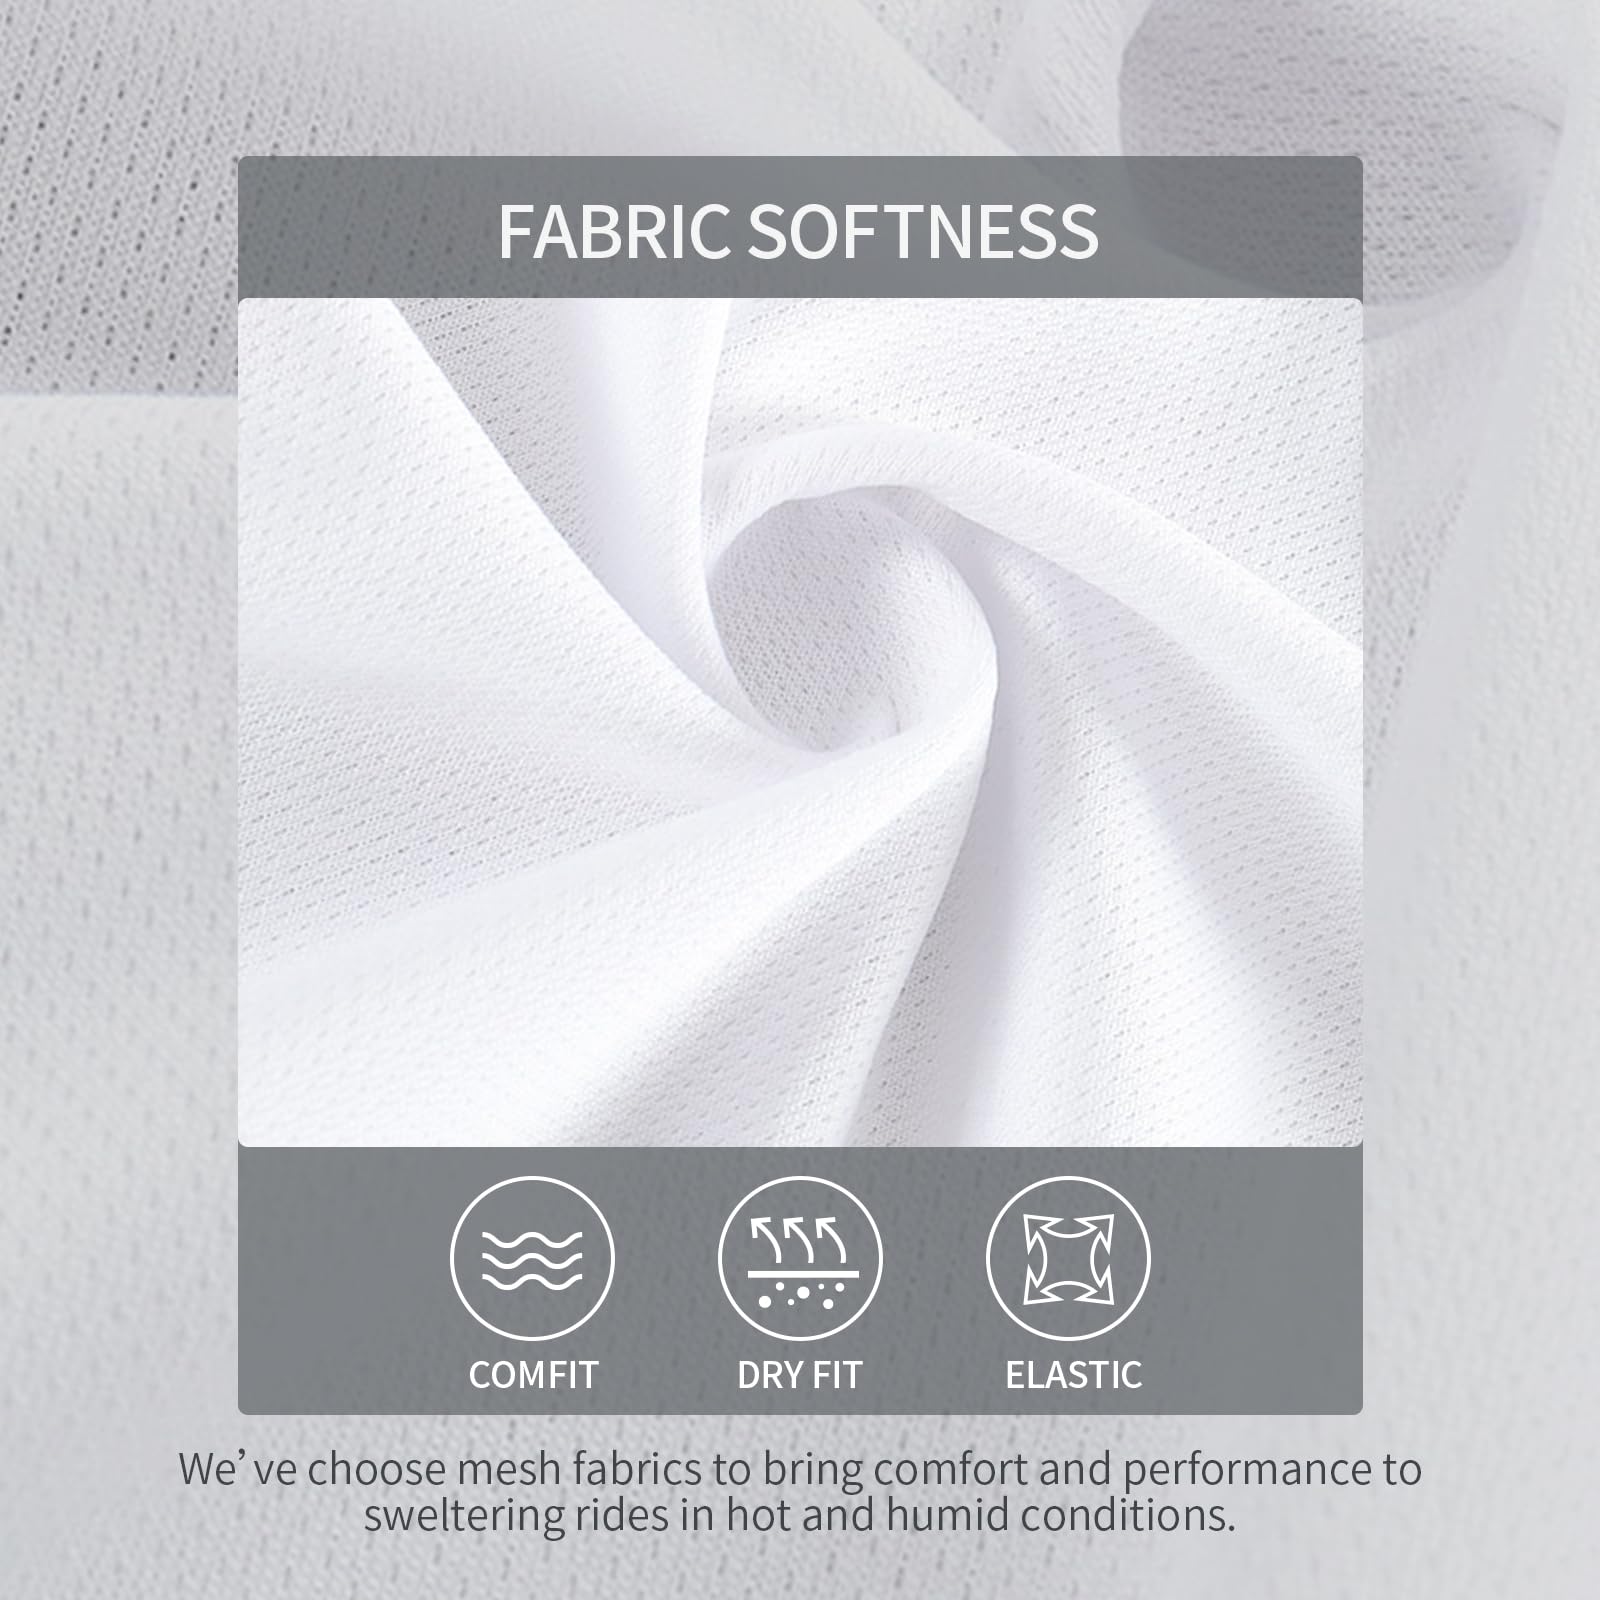 FABRIC SOFTNESS
COMFIT
DRY FIT
ELASTIC
We’ve choose mesh fabrics to bring comfort and performance to
sweltering rides in hot and humid conditions.